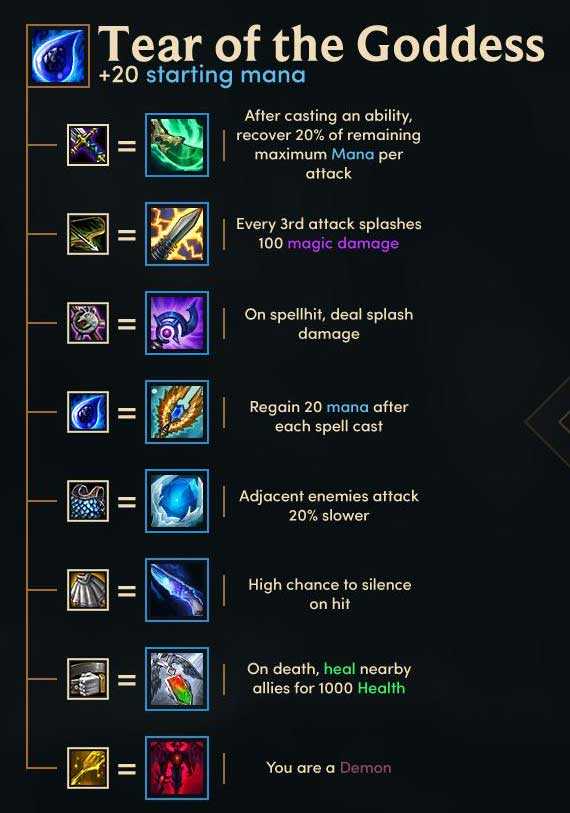 Tear of the Goddess
+20 starting mana
=
After casting an ability,
recover 20% of remaining
maximum Mana per
attack
=
Every 3rd attack splashes
100 magic damage
=
On spellhit, deal splash
damage
=
Regain 20 mana after
each spell cast
=
Adjacent enemies attack
20% slower
=
High chance to silence
on hit
=
On death, heal nearby
allies for 1000 Health
=
You are a Demon